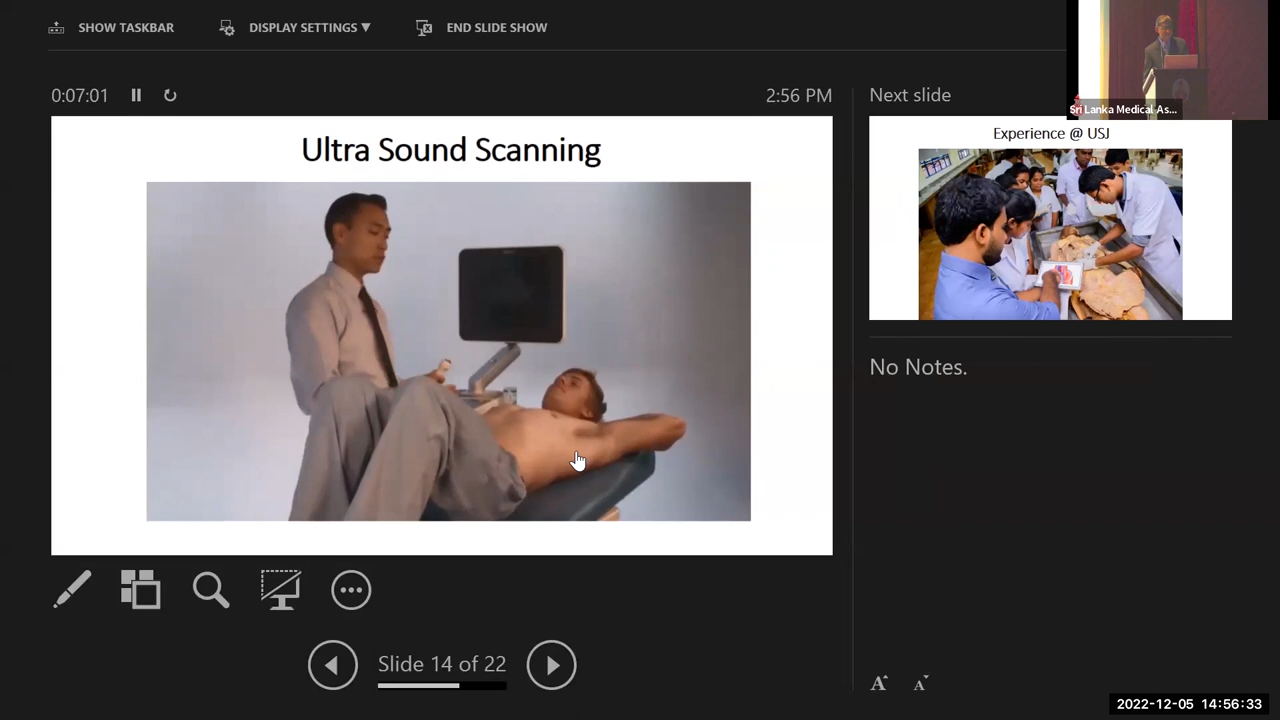 SHOW TASKBAR
DISPLAY SETTINGS ▼
END SLIDE SHOW
0:07:01
2:56 PM
Next slide
Sri Lanka Medical As...
Ultra Sound Scanning
Experience @ USJ
No Notes.
Slide 14 of 22
A A
2022-12-05 14:56:33